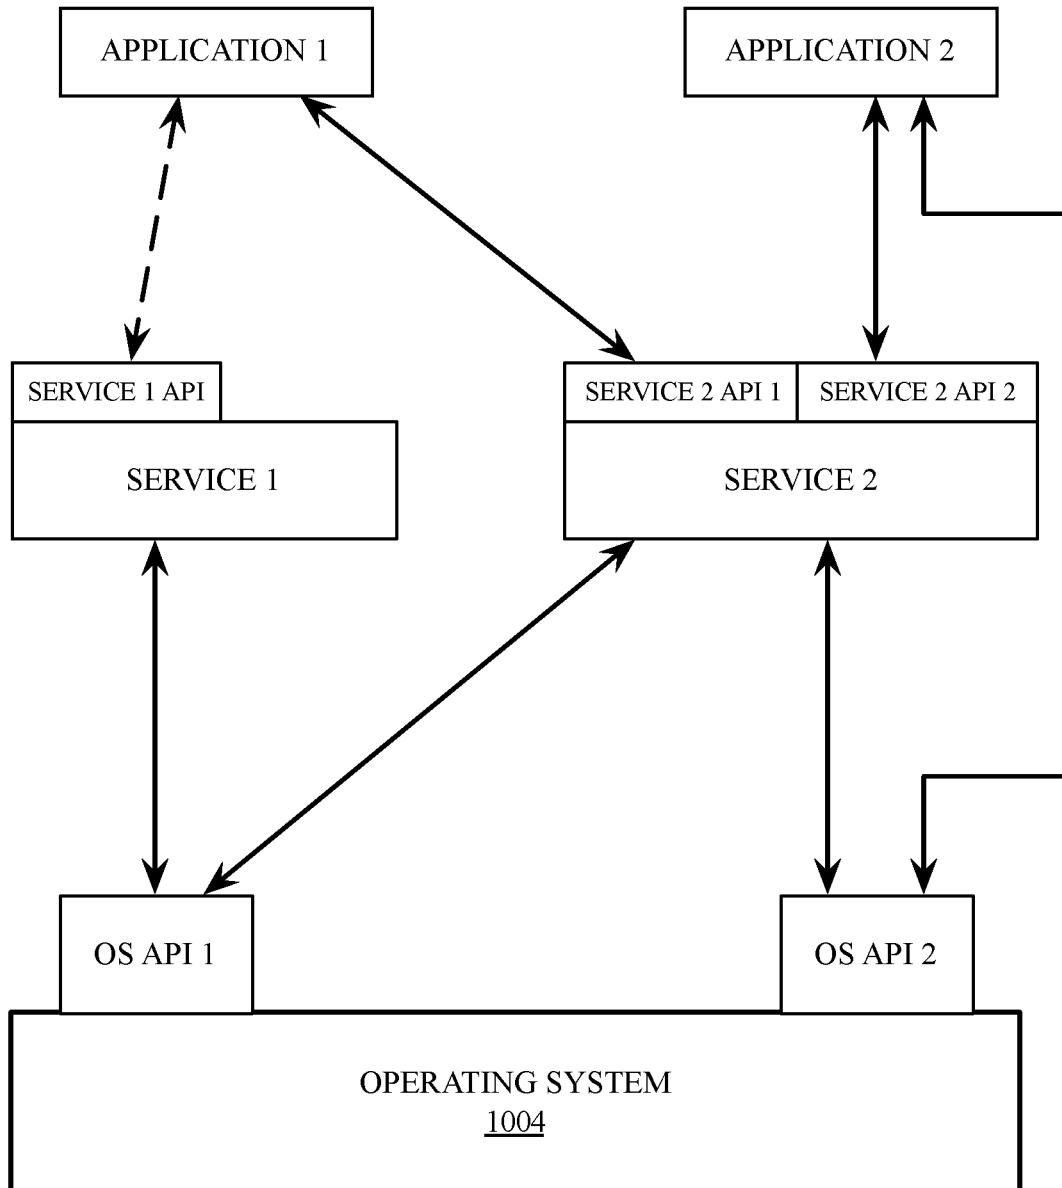 APPLICATION 1
APPLICATION 2
SERVICE 1 API
SERVICE 2 API 1
SERVICE 2 API 2
SERVICE 1
SERVICE 2
OS API 1
OS API 2
OPERATING SYSTEM
1004